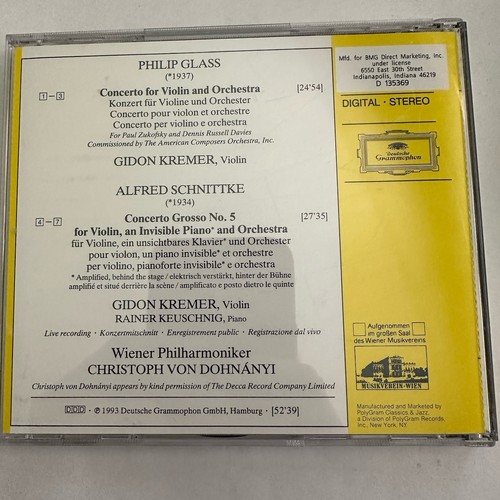 PHILIP GLASS
(*1937)
1 – 3 Concerto for Violin and Orchestra [24'54]
Konzert für Violine und Orchester
Concerto pour violon et orchestre
Concerto per violino e orchestra
For Paul Zukofsky and Dennis Russell Davies
Commissioned by The American Composers Orchestra, Inc.
GIDON KREMER, Violin
ALFRED SCHNITTKE
(*1934)
4 – 7 Concerto Grosso No. 5 [27'35]
for Violin, an Invisible Piano* and Orchestra
für Violine, ein unsichtbares Klavier* und Orchester
pour violon, un piano invisible* et orchestre
per violino, pianoforte invisibile* e orchestra
* Amplified, behind the stage / elektrisch verstärkt, hinter der Bühne
amplifié et situé derrière la scène / amplificato e posto dietro le quinte
GIDON KREMER, Violin
RAINER KEUSCHNIG, Piano
Live recording · Konzertmitschnitt · Enregistrement public · Registrazione dal vivo
Wiener Philharmoniker
CHRISTOPH VON DOHNÁNYI
Christoph von Dohnányi appears by kind permission of The Decca Record Company Limited
DDD · ℗ 1993 Deutsche Grammophon GmbH, Hamburg · [52'39]
Mfd. for BMG Direct Marketing, Inc.
under license
6550 East 30th Street
Indianapolis, Indiana 46219
D 135369
DIGITAL · STEREO
Deutsche
Grammophon
Aufgenommen
im großen Saal
des Wiener Musikvereins
MUSIKVEREIN·WIEN
Manufactured and Marketed by
PolyGram Classics & Jazz,
a Division of PolyGram Records,
Inc., New York, NY.